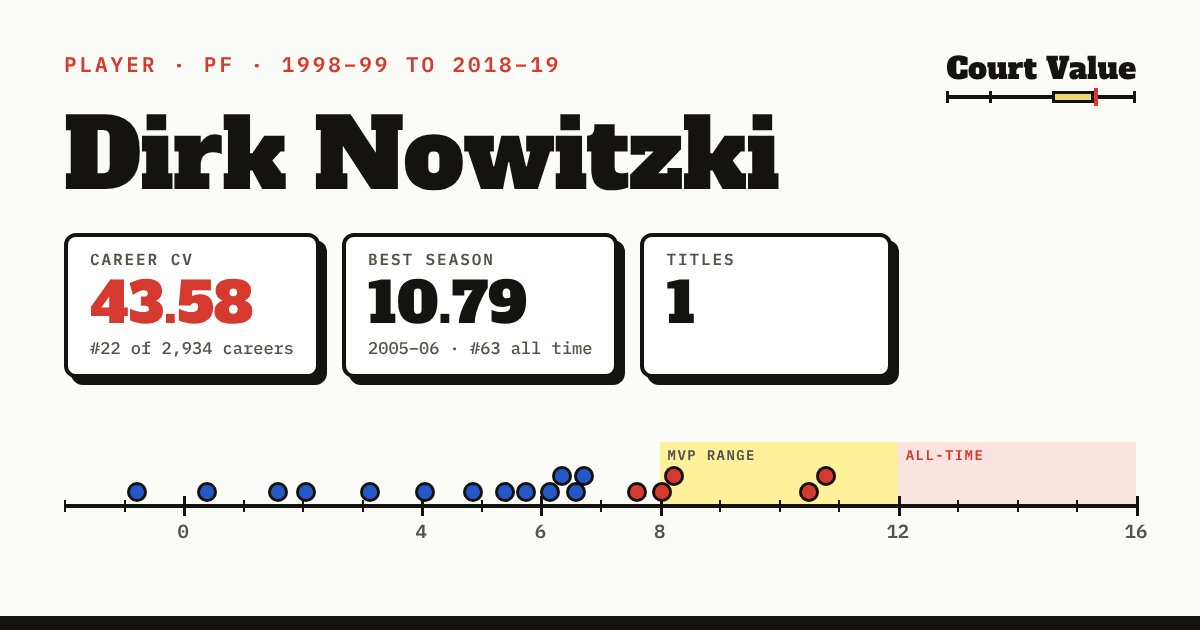 PLAYER · PF · 1998–99 TO 2018–19
Court Value
Dirk Nowitzki
CAREER CV
43.58
#22 of 2,934 careers
BEST SEASON
10.79
2005–06 · #63 all time
TITLES
1
MVP RANGE
ALL-TIME
0 4 6 8 12 16